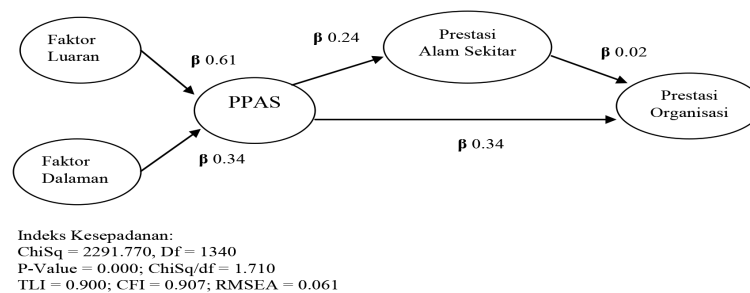 Faktor
Luaran
β 0.61
β 0.24
Prestasi
Alam Sekitar
β 0.02
PPAS
Prestasi
Organisasi
Faktor
Dalaman
β 0.34
β 0.34
Indeks Kesepadanan:
ChiSq = 2291.770, Df = 1340
P-Value = 0.000; ChiSq/df = 1.710
TLI = 0.900; CFI = 0.907; RMSEA = 0.061